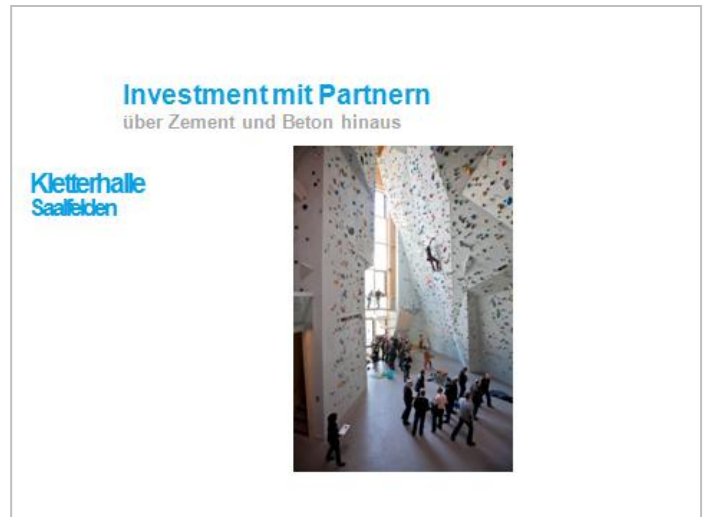 Investment mit Partnern
über Zement und Beton hinaus
Kletterhalle
Saalfelden